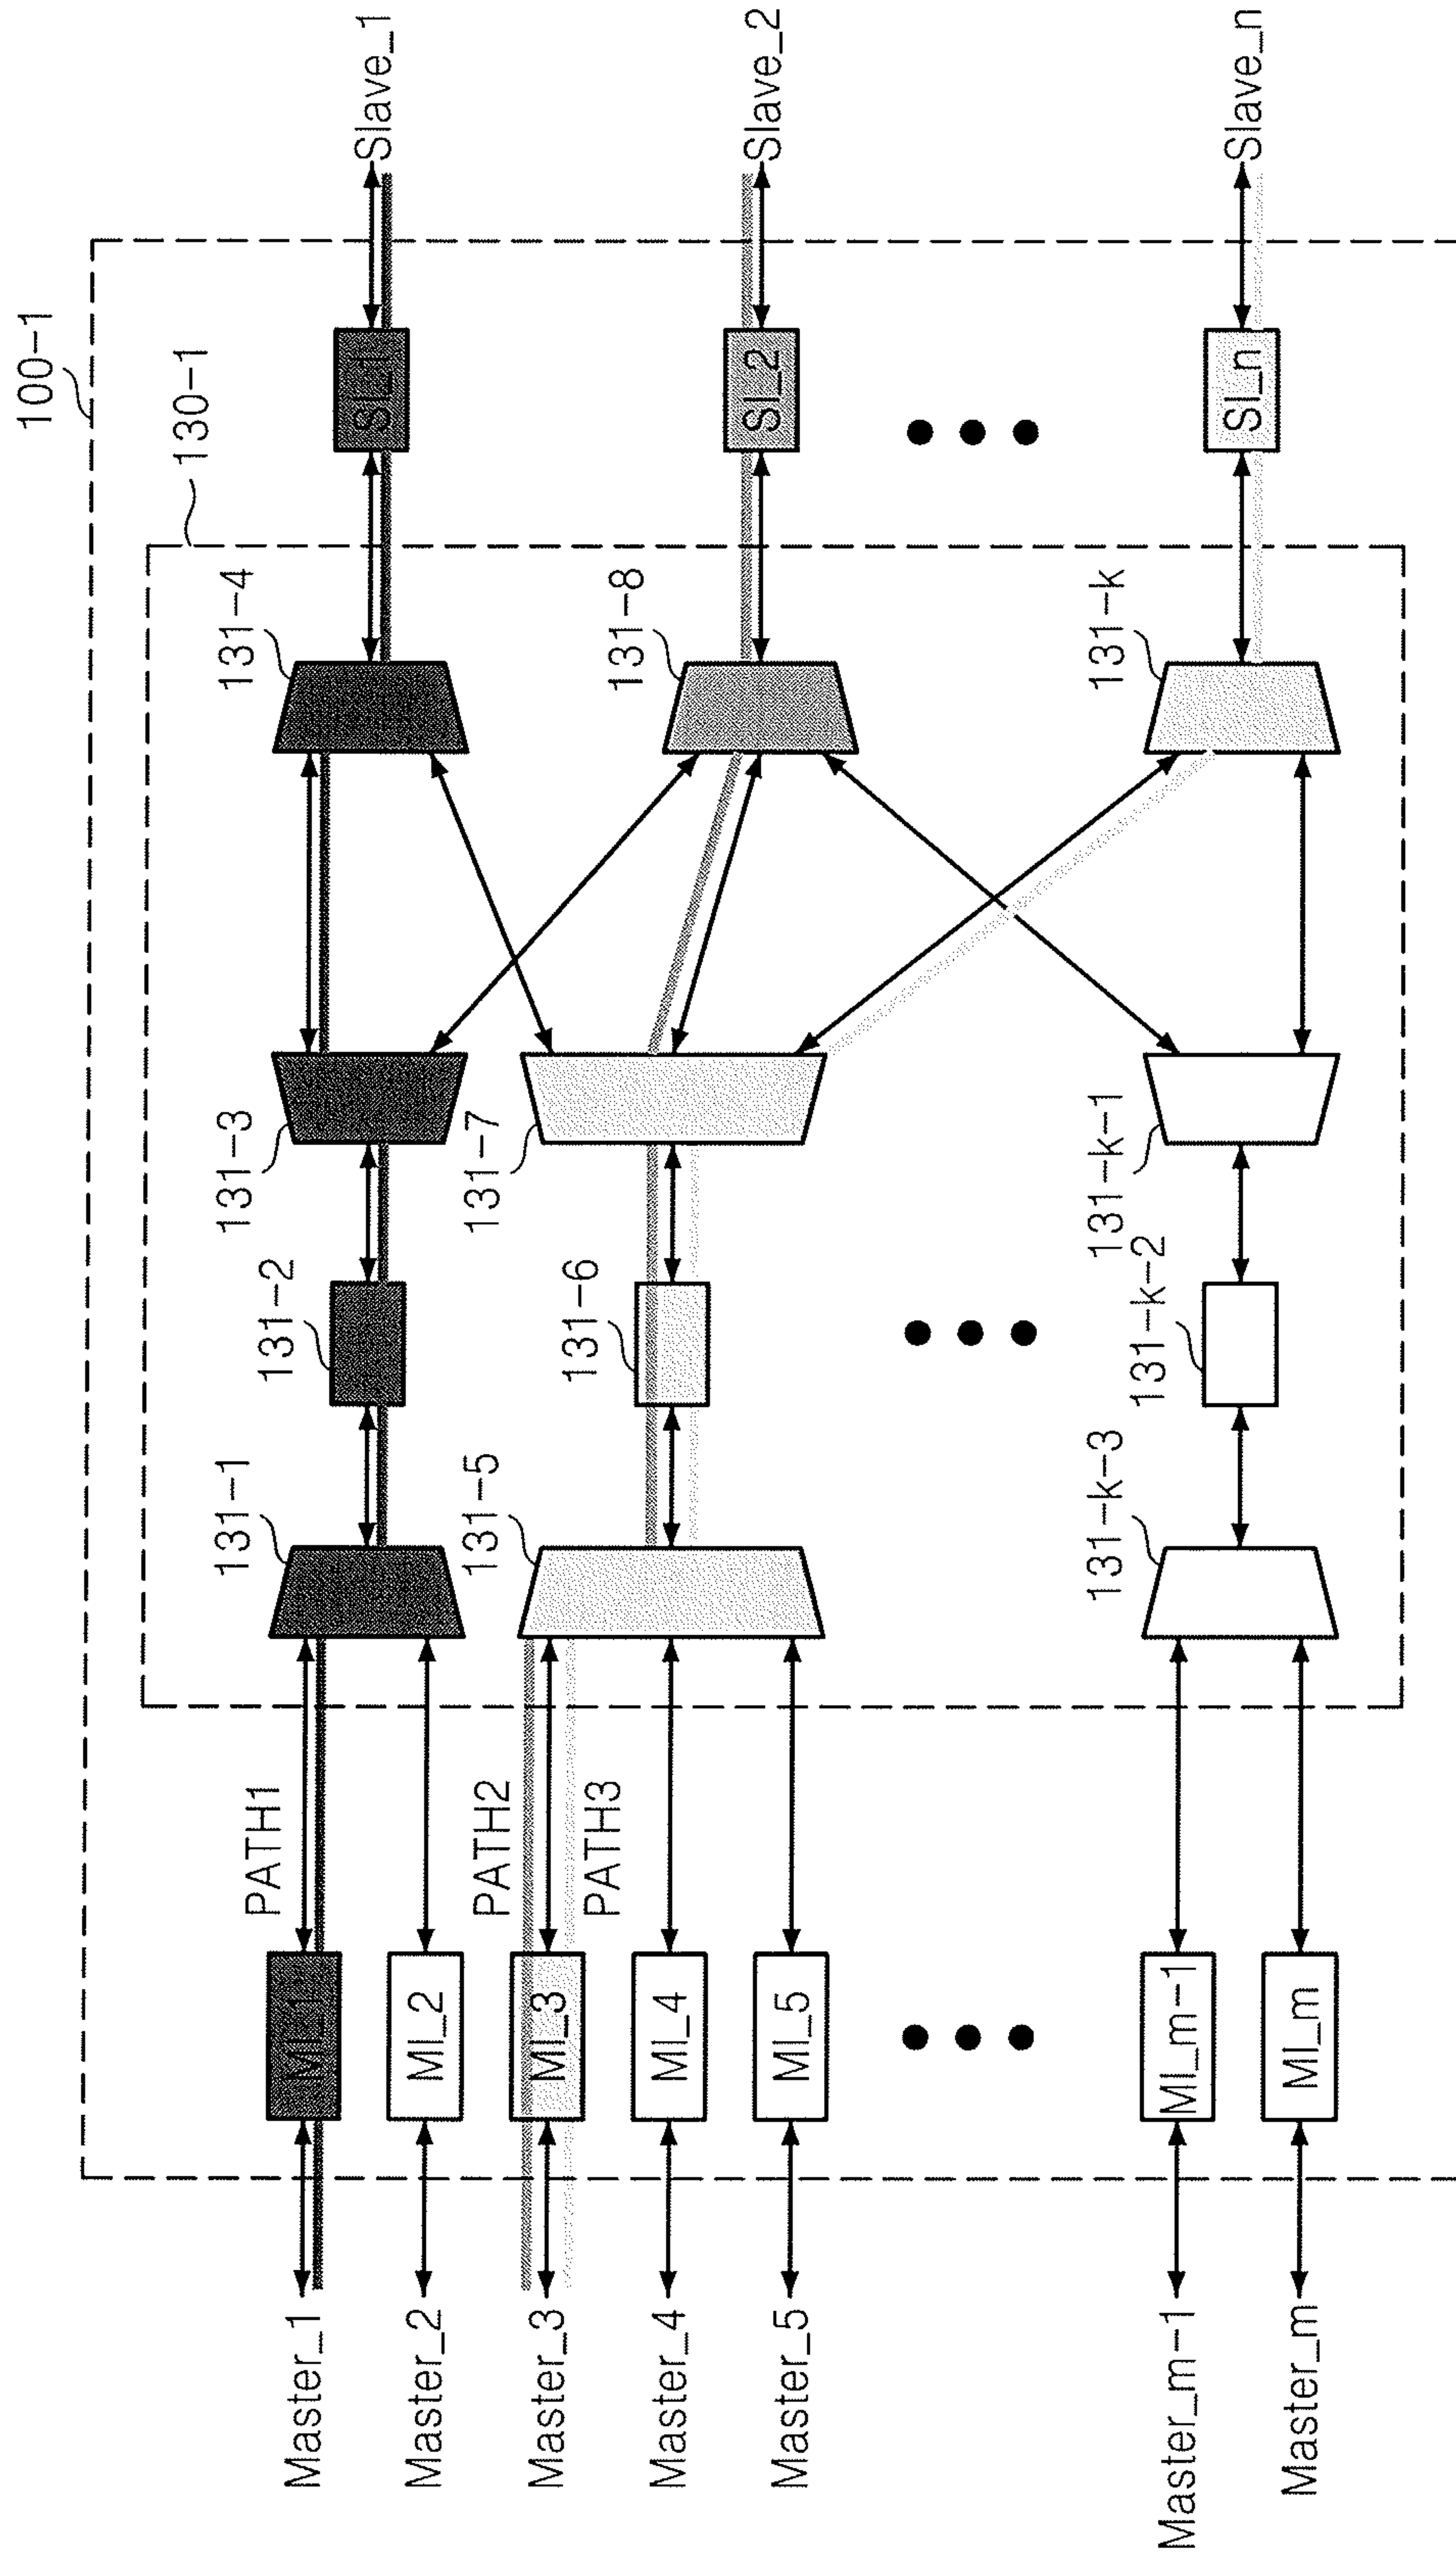 100-1
130-1
Master_1
Master_2
Master_3
Master_4
Master_5
Master_m-1
Master_m
MI_1
MI_2
MI_3
MI_4
MI_5
MI_m-1
MI_m
PATH1
PATH2
PATH3
131-1
131-5
131-k-3
131-2
131-6
131-k-2
131-3
131-7
131-k-1
131-4
131-8
131-k
SI_1
SI_2
SI_n
Slave_1
Slave_2
Slave_n